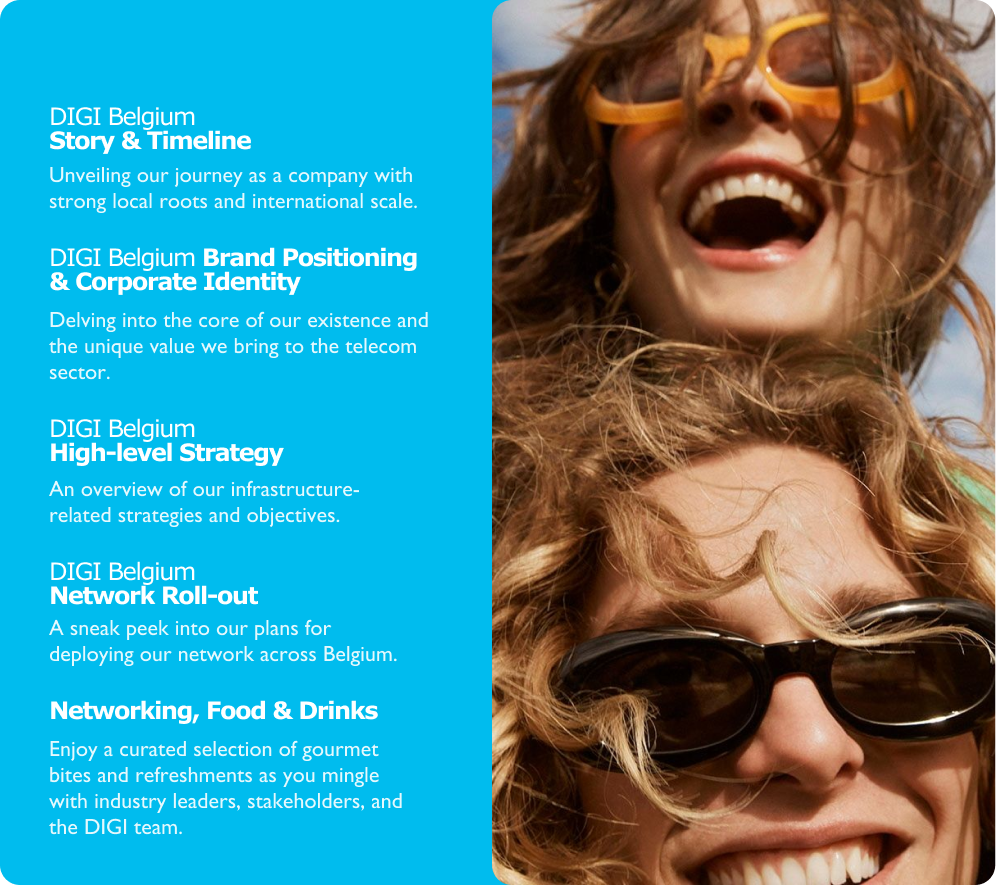 DIGI Belgium
Story & Timeline
Unveiling our journey as a company with
strong local roots and international scale.
DIGI Belgium Brand Positioning
& Corporate Identity
Delving into the core of our existence and
the unique value we bring to the telecom
sector.
DIGI Belgium
High-level Strategy
An overview of our infrastructure-
related strategies and objectives.
DIGI Belgium
Network Roll-out
A sneak peek into our plans for
deploying our network across Belgium.
Networking, Food & Drinks
Enjoy a curated selection of gourmet
bites and refreshments as you mingle
with industry leaders, stakeholders, and
the DIGI team.